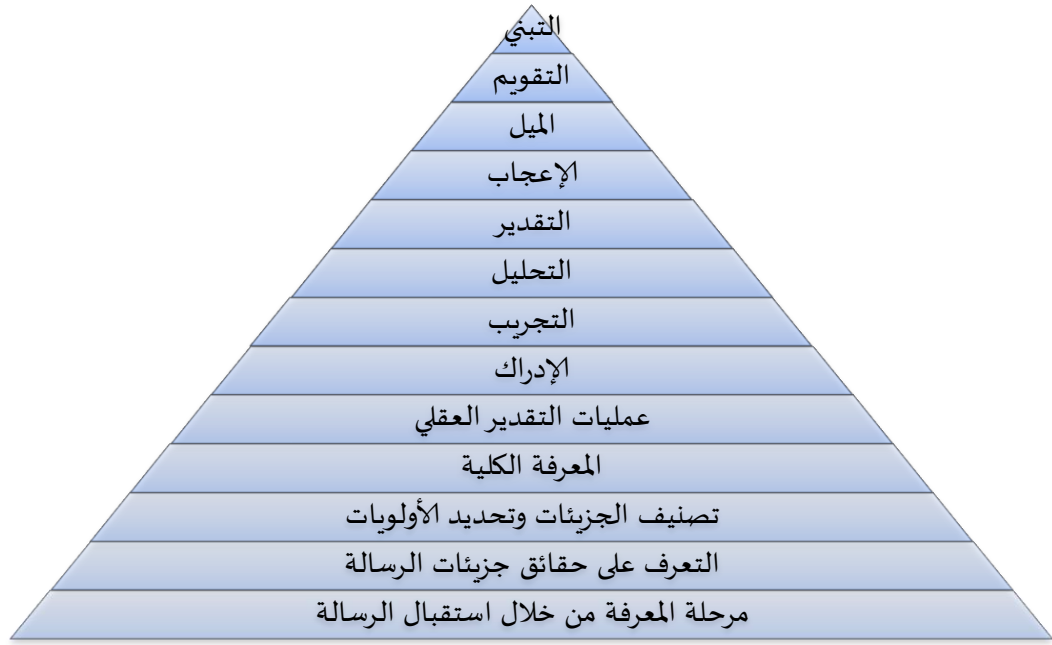 التبني
التقويم
الميل
الإعجاب
التقدير
التحليل
التجريب
الإدراك
عمليات التقدير العقلي
المعرفة الكلية
تصنيف الجزيئات وتحديد الأولويات
التعرف على حقائق جزيئات الرسالة
مرحلة المعرفة من خلال استقبال الرسالة